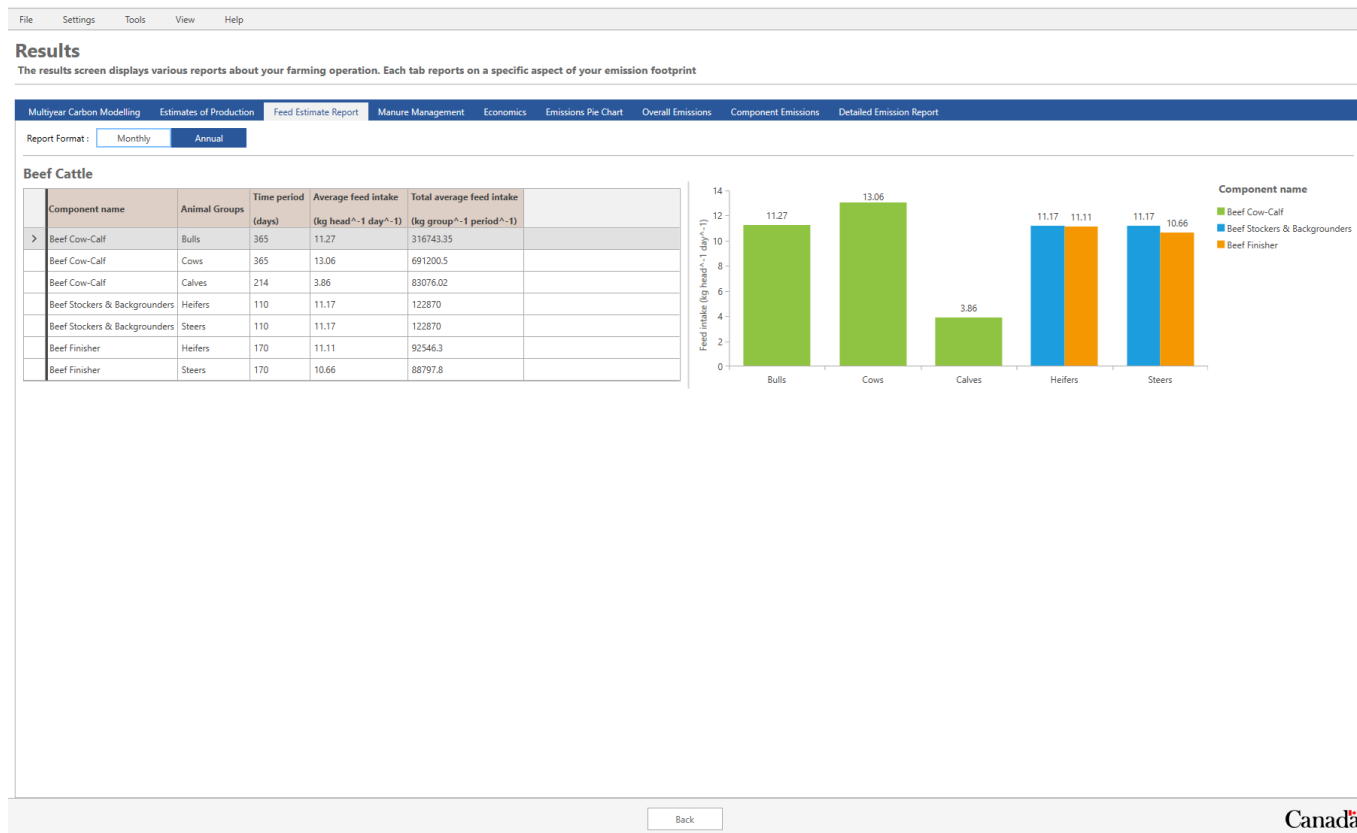 File Settings Tools View Help
Results
The results screen displays various reports about your farming operation. Each tab reports on a specific aspect of your emission footprint
Multiyear Carbon Modelling Estimates of Production Feed Estimate Report Manure Management Economics Emissions Pie Chart Overall Emissions Component Emissions Detailed Emission Report
Report Format : Monthly Annual
Beef Cattle
Component name Animal Groups Time period (days) Average feed intake (kg head^-1 day^-1) Total average feed intake (kg group^-1 period^-1)
> Beef Cow-Calf Bulls 365 11.27 316743.35
Beef Cow-Calf Cows 365 13.06 691200.5
Beef Cow-Calf Calves 214 3.86 83076.02
Beef Stockers & Backgrounders Heifers 110 11.17 122870
Beef Stockers & Backgrounders Steers 110 11.17 122870
Beef Finisher Heifers 170 11.11 92546.3
Beef Finisher Steers 170 10.66 88797.8
Feed intake (kg head^-1 day^-1)
14
12
10
8
6
4
2
0
11.27 13.06 3.86 11.17 11.11 11.17 10.66
Bulls Cows Calves Heifers Steers
Component name
Beef Cow-Calf
Beef Stockers & Backgrounders
Beef Finisher
Back
Canada